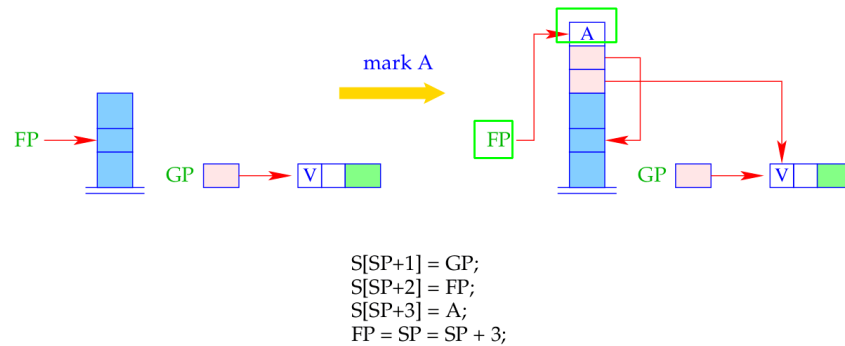 A
mark A
FP
FP
GP
V
GP
V
S[SP+1] = GP;
S[SP+2] = FP;
S[SP+3] = A;
FP = SP = SP + 3;